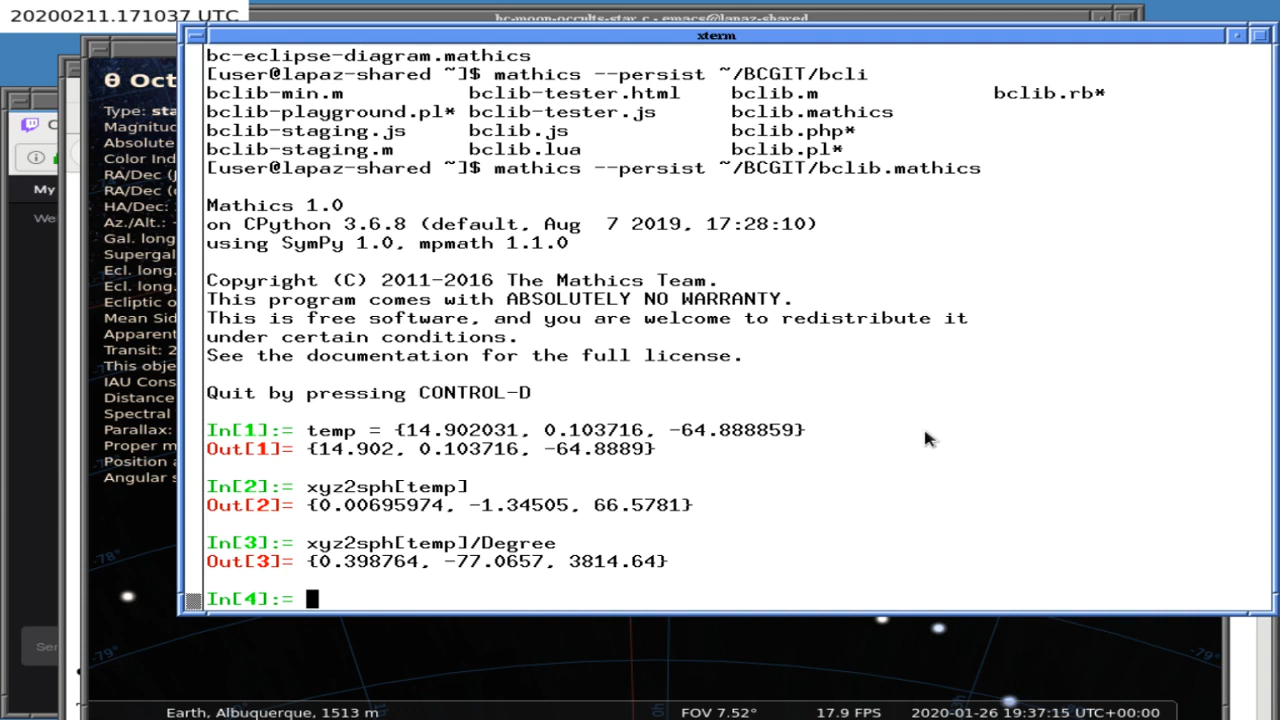 20200211.171037 UTC
bc-moon-occults-star.c - emacs@lapaz-shared
xterm
bc-eclipse-diagram.mathics
[user@lapaz-shared ~]$ mathics --persist ~/BCGIT/bcli
bclib-min.m bclib-tester.html bclib.m bclib.rb*
bclib-playground.pl* bclib-tester.js bclib.mathics
bclib-staging.js bclib.js bclib.php*
bclib-staging.m bclib.lua bclib.pl*
[user@lapaz-shared ~]$ mathics --persist ~/BCGIT/bclib.mathics
Mathics 1.0
on CPython 3.6.8 (default, Aug 7 2019, 17:28:10)
using SymPy 1.0, mpmath 1.1.0
Copyright (C) 2011-2016 The Mathics Team.
This program comes with ABSOLUTELY NO WARRANTY.
This is free software, and you are welcome to redistribute it
under certain conditions.
See the documentation for the full license.
Quit by pressing CONTROL-D
In[1]:= temp = {14.902031, 0.103716, -64.888859}
Out[1]= {14.902, 0.103716, -64.8889}
In[2]:= xyz2sph[temp]
Out[2]= {0.00695974, -1.34505, 66.5781}
In[3]:= xyz2sph[temp]/Degree
Out[3]= {0.398764, -77.0657, 3814.64}
In[4]:=
θ Oct
Type: sta
Magnitud
Absolute
Color Ind
RA/Dec (J
RA/Dec (o
HA/Dec:
Az./Alt.: -
Gal. long
Supergal
Ecl. long.
Ecl. long.
Ecliptic o
Mean Sid
Apparent
Transit: 2
This obje
IAU Cons
Distance
Spectral
Parallax:
Proper m
Position a
Angular s
My
We
Ser
-78°
-79°
-79°
0h
Earth, Albuquerque, 1513 m
FOV 7.52°
17.9 FPS
2020-01-26 19:37:15 UTC+00:00